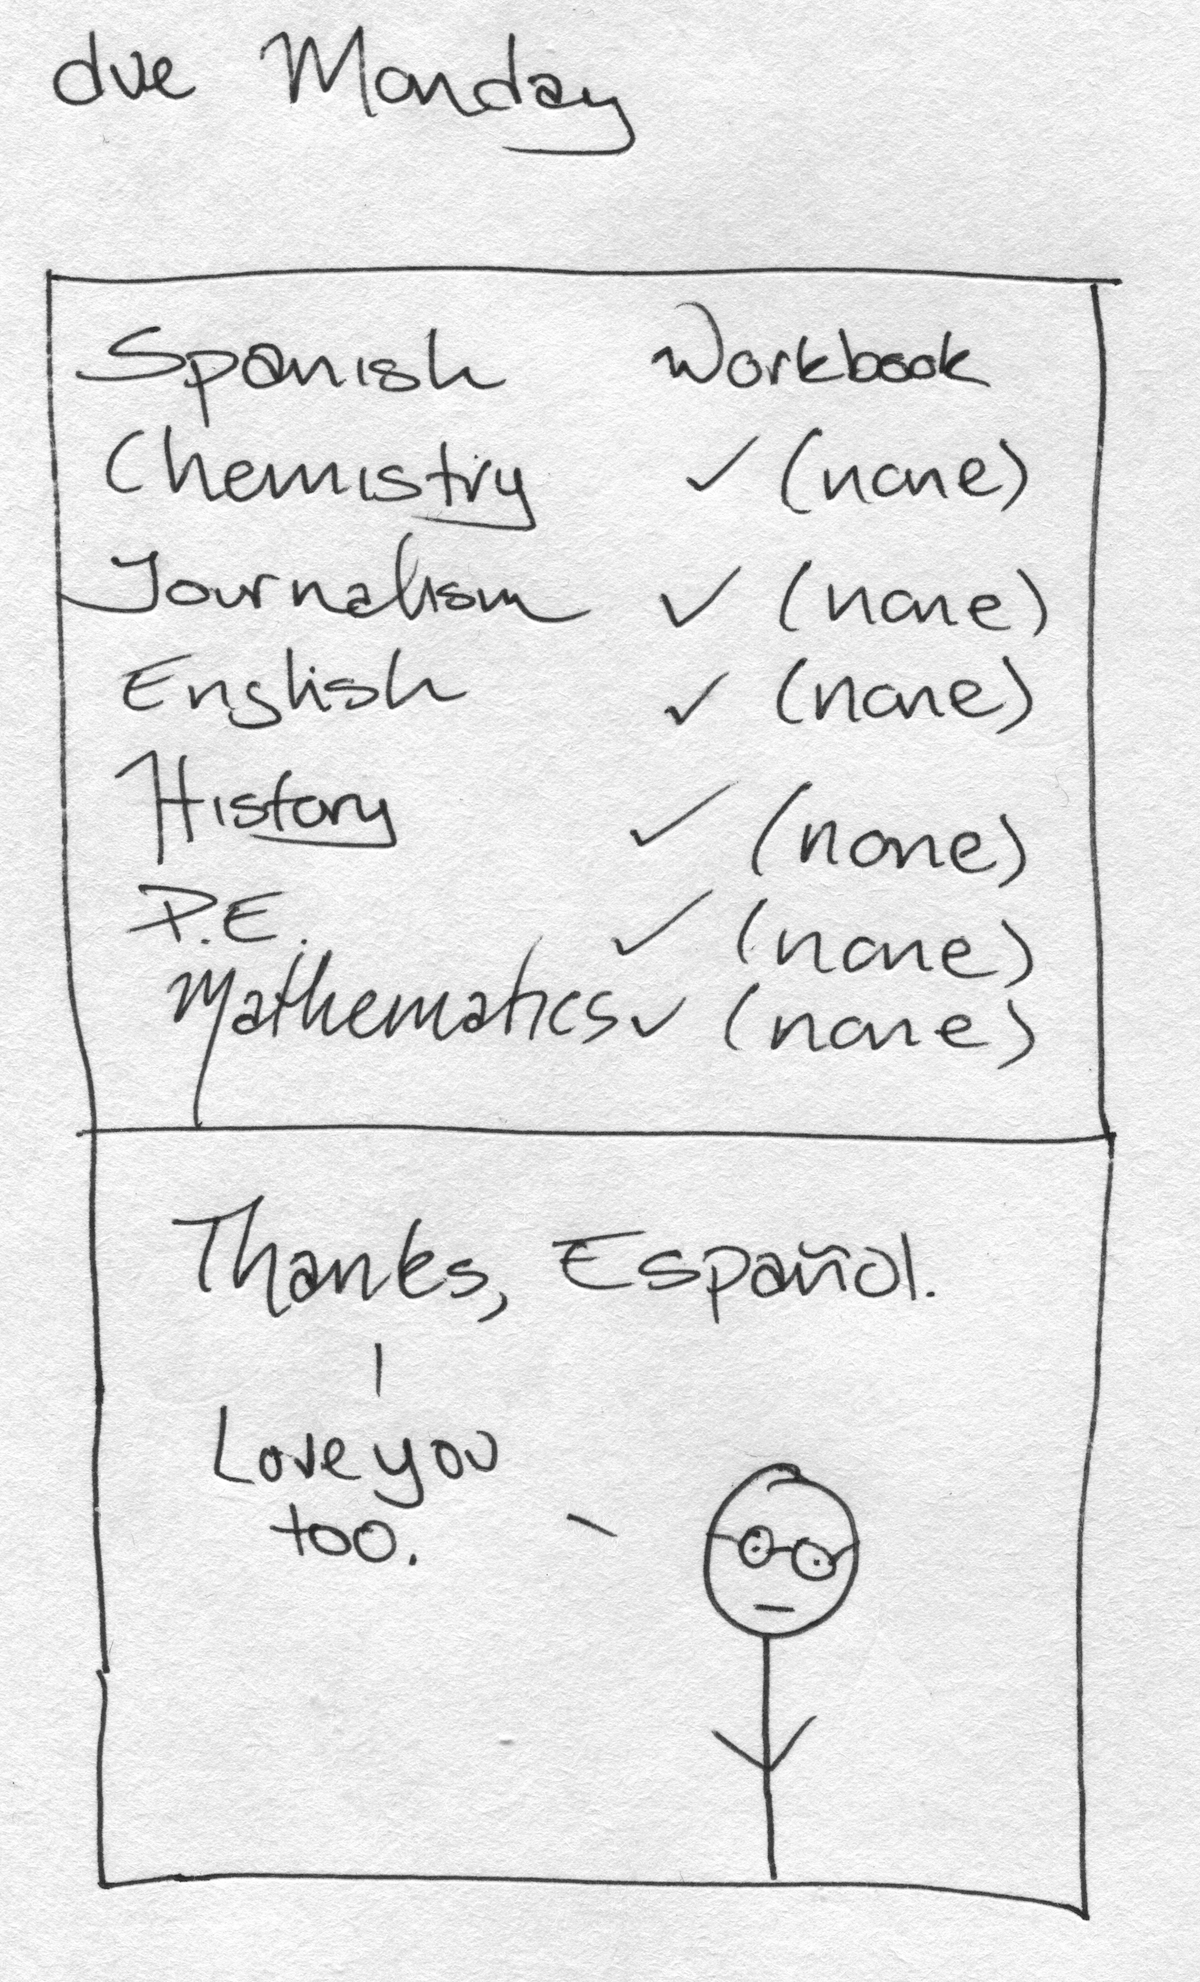 due Monday
Spanish Workbook
Chemistry ✓ (none)
Journalism ✓ (none)
English ✓ (none)
History ✓ (none)
P.E. ✓ (none)
Mathematics ✓ (none)
Thanks, Español.
Love you
too.